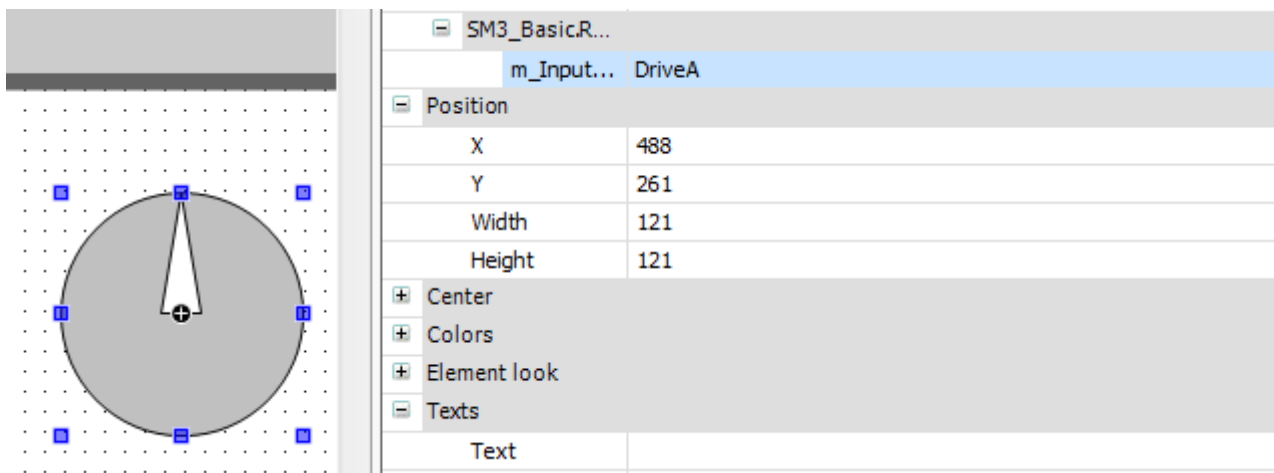 SM3_Basic.R...
m_Input... DriveA
Position
X 488
Y 261
Width 121
Height 121
Center
Colors
Element look
Texts
Text